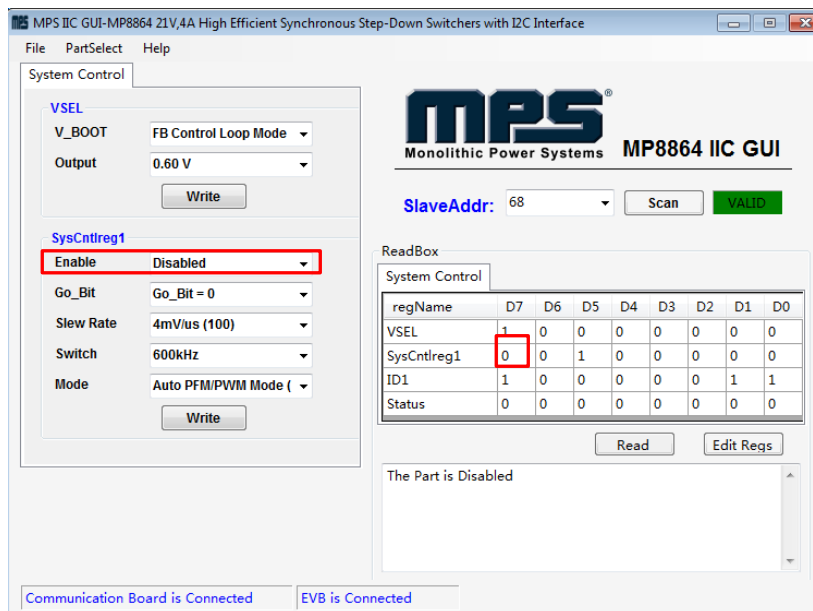 MPS IIC GUI-MP8864 21V,4A High Efficient Synchronous Step-Down Switchers with I2C Interface
File PartSelect Help
System Control
VSEL
V_BOOT FB Control Loop Mode
Output 0.60 V
Write
SysCntlreg1
Enable Disabled
Go_Bit Go_Bit = 0
Slew Rate 4mV/us (100)
Switch 600kHz
Mode Auto PFM/PWM Mode (
Write
MPS®
Monolithic Power Systems MP8864 IIC GUI
SlaveAddr: 68 Scan VALID
ReadBox
System Control
regName D7 D6 D5 D4 D3 D2 D1 D0
VSEL 1 0 0 0 0 0 0 0
SysCntlreg1 0 0 1 0 0 0 0 0
ID1 1 0 0 0 0 0 1 1
Status 0 0 0 0 0 0 0 0
Read Edit Regs
The Part is Disabled
Communication Board is Connected EVB is Connected